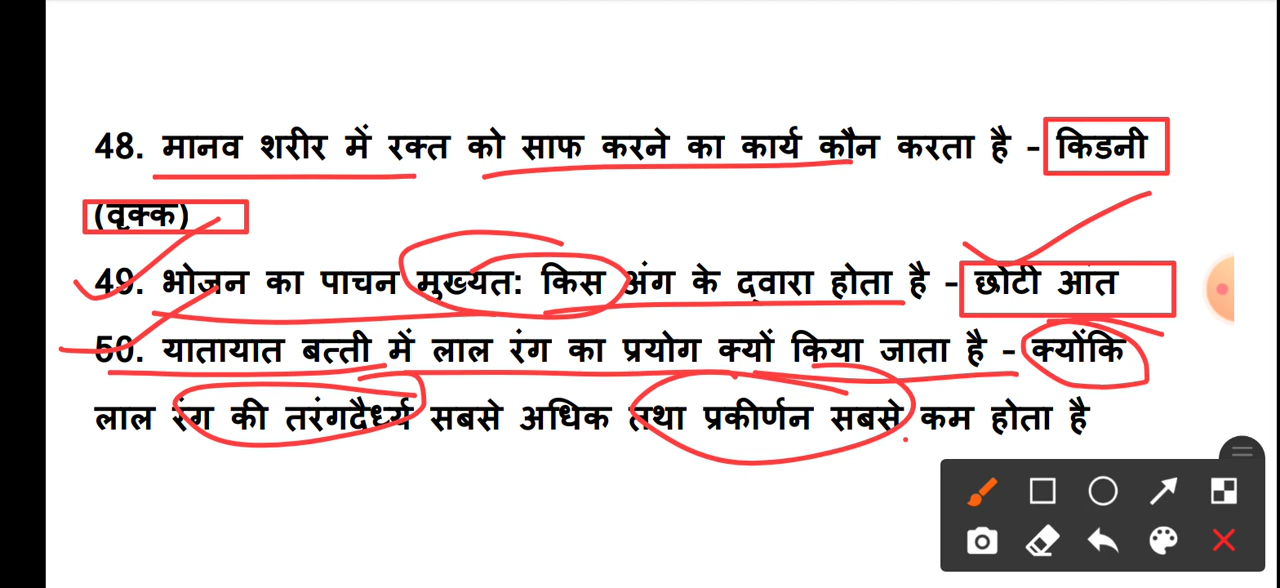 48. मानव शरीर में रक्त को साफ करने का कार्य कौन करता है - किडनी
(वृक्क)
49. भोजन का पाचन मुख्यत: किस अंग के द्वारा होता है - छोटी आंत
50. यातायात बत्ती में लाल रंग का प्रयोग क्यों किया जाता है - क्योंकि
लाल रंग की तरंगदैर्ध्य सबसे अधिक तथा प्रकीर्णन सबसे कम होता है